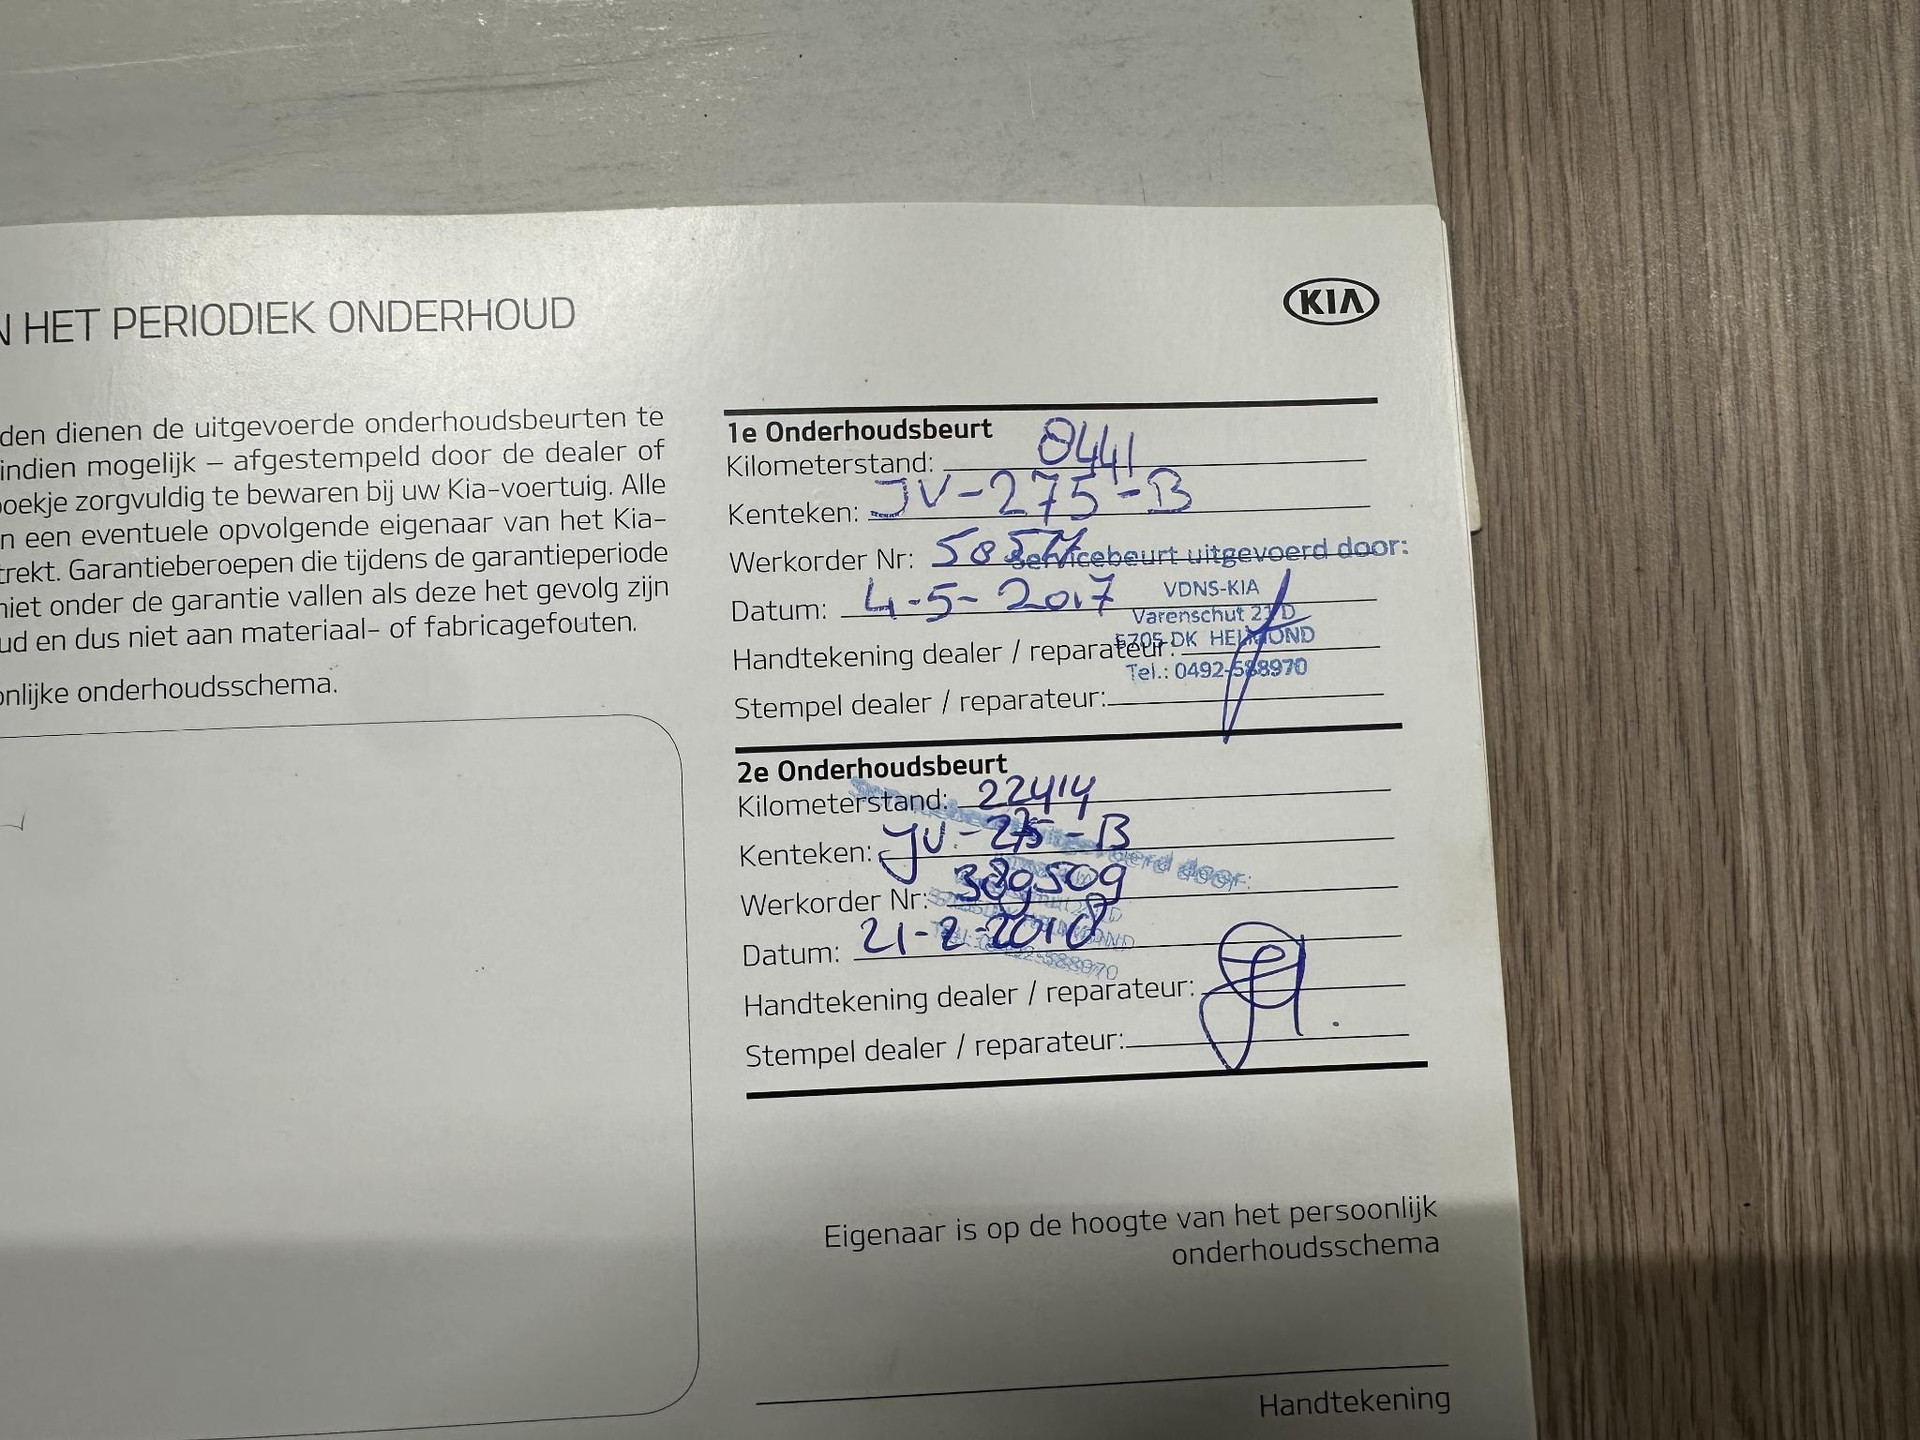 N HET PERIODIEK ONDERHOUD
KIA
den dienen de uitgevoerde onderhoudsbeurten te
indien mogelijk – afgestempeld door de dealer of
oekje zorgvuldig te bewaren bij uw Kia-voertuig. Alle
n een eventuele opvolgende eigenaar van het Kia-
trekt. Garantieberoepen die tijdens de garantieperiode
niet onder de garantie vallen als deze het gevolg zijn
ud en dus niet aan materiaal- of fabricagefouten.
onlijke onderhoudsschema.
1e Onderhoudsbeurt
Kilometerstand: 0441
Kenteken: JV-275-B
Werkorder Nr:
Servicebeurt uitgevoerd door:
Datum: 4-5-2017
VDNS-KIA
Varenschut 21 D
5705 DK HELMOND
Handtekening dealer / reparateur:
Tel.: 0492-588970
Stempel dealer / reparateur:
2e Onderhoudsbeurt
Kilometerstand: 22414
Kenteken: JV-275-B
Werkorder Nr:
Datum: 21-2-2018
Handtekening dealer / reparateur:
Stempel dealer / reparateur:
Eigenaar is op de hoogte van het persoonlijk
onderhoudsschema
Handtekening